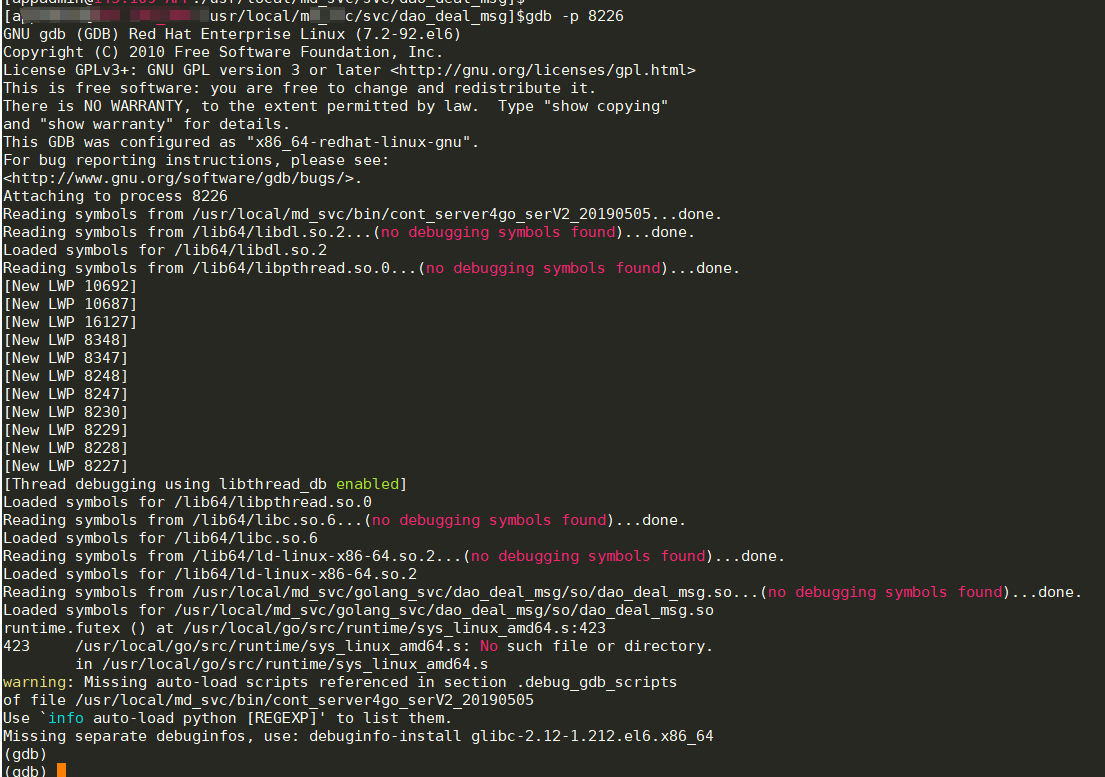 [appadmin@143.109-APP:/usr/local/md_svc/svc/dao_deal_msg]$
[a usr/local/m c/svc/dao_deal_msg]$gdb -p 8226
GNU gdb (GDB) Red Hat Enterprise Linux (7.2-92.el6)
Copyright (C) 2010 Free Software Foundation, Inc.
License GPLv3+: GNU GPL version 3 or later <http://gnu.org/licenses/gpl.html>
This is free software: you are free to change and redistribute it.
There is NO WARRANTY, to the extent permitted by law.  Type "show copying"
and "show warranty" for details.
This GDB was configured as "x86_64-redhat-linux-gnu".
For bug reporting instructions, please see:
<http://www.gnu.org/software/gdb/bugs/>.
Attaching to process 8226
Reading symbols from /usr/local/md_svc/bin/cont_server4go_serV2_20190505...done.
Reading symbols from /lib64/libdl.so.2...(no debugging symbols found)...done.
Loaded symbols for /lib64/libdl.so.2
Reading symbols from /lib64/libpthread.so.0...(no debugging symbols found)...done.
[New LWP 10692]
[New LWP 10687]
[New LWP 16127]
[New LWP 8348]
[New LWP 8347]
[New LWP 8248]
[New LWP 8247]
[New LWP 8230]
[New LWP 8229]
[New LWP 8228]
[New LWP 8227]
[Thread debugging using libthread_db enabled]
Loaded symbols for /lib64/libpthread.so.0
Reading symbols from /lib64/libc.so.6...(no debugging symbols found)...done.
Loaded symbols for /lib64/libc.so.6
Reading symbols from /lib64/ld-linux-x86-64.so.2...(no debugging symbols found)...done.
Loaded symbols for /lib64/ld-linux-x86-64.so.2
Reading symbols from /usr/local/md_svc/golang_svc/dao_deal_msg/so/dao_deal_msg.so...(no debugging symbols found)...done.
Loaded symbols for /usr/local/md_svc/golang_svc/dao_deal_msg/so/dao_deal_msg.so
runtime.futex () at /usr/local/go/src/runtime/sys_linux_amd64.s:423
423     /usr/local/go/src/runtime/sys_linux_amd64.s: No such file or directory.
        in /usr/local/go/src/runtime/sys_linux_amd64.s
warning: Missing auto-load scripts referenced in section .debug_gdb_scripts
of file /usr/local/md_svc/bin/cont_server4go_serV2_20190505
Use `info auto-load python [REGEXP]' to list them.
Missing separate debuginfos, use: debuginfo-install glibc-2.12-1.212.el6.x86_64
(gdb)
(gdb)